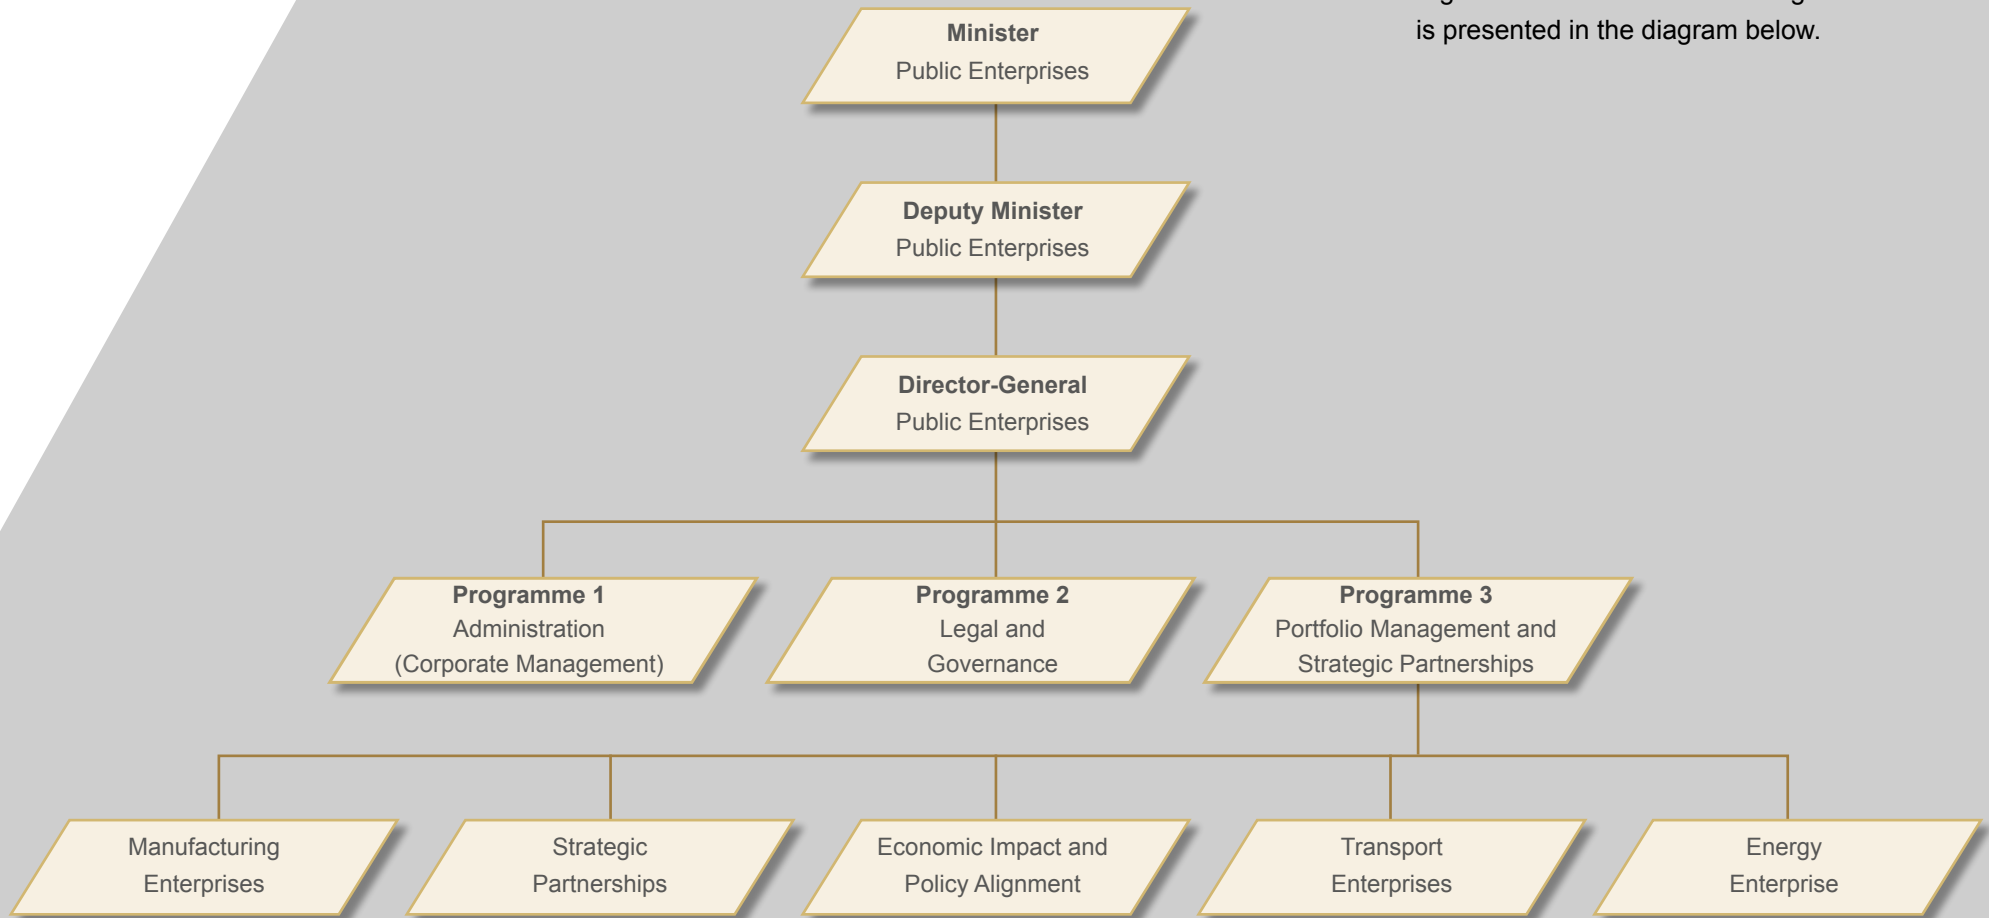 is presented in the diagram below.
Minister
Public Enterprises
Deputy Minister
Public Enterprises
Director-General
Public Enterprises
Programme 1
Administration
(Corporate Management)
Programme 2
Legal and
Governance
Programme 3
Portfolio Management and
Strategic Partnerships
Manufacturing
Enterprises
Strategic
Partnerships
Economic Impact and
Policy Alignment
Transport
Enterprises
Energy
Enterprise